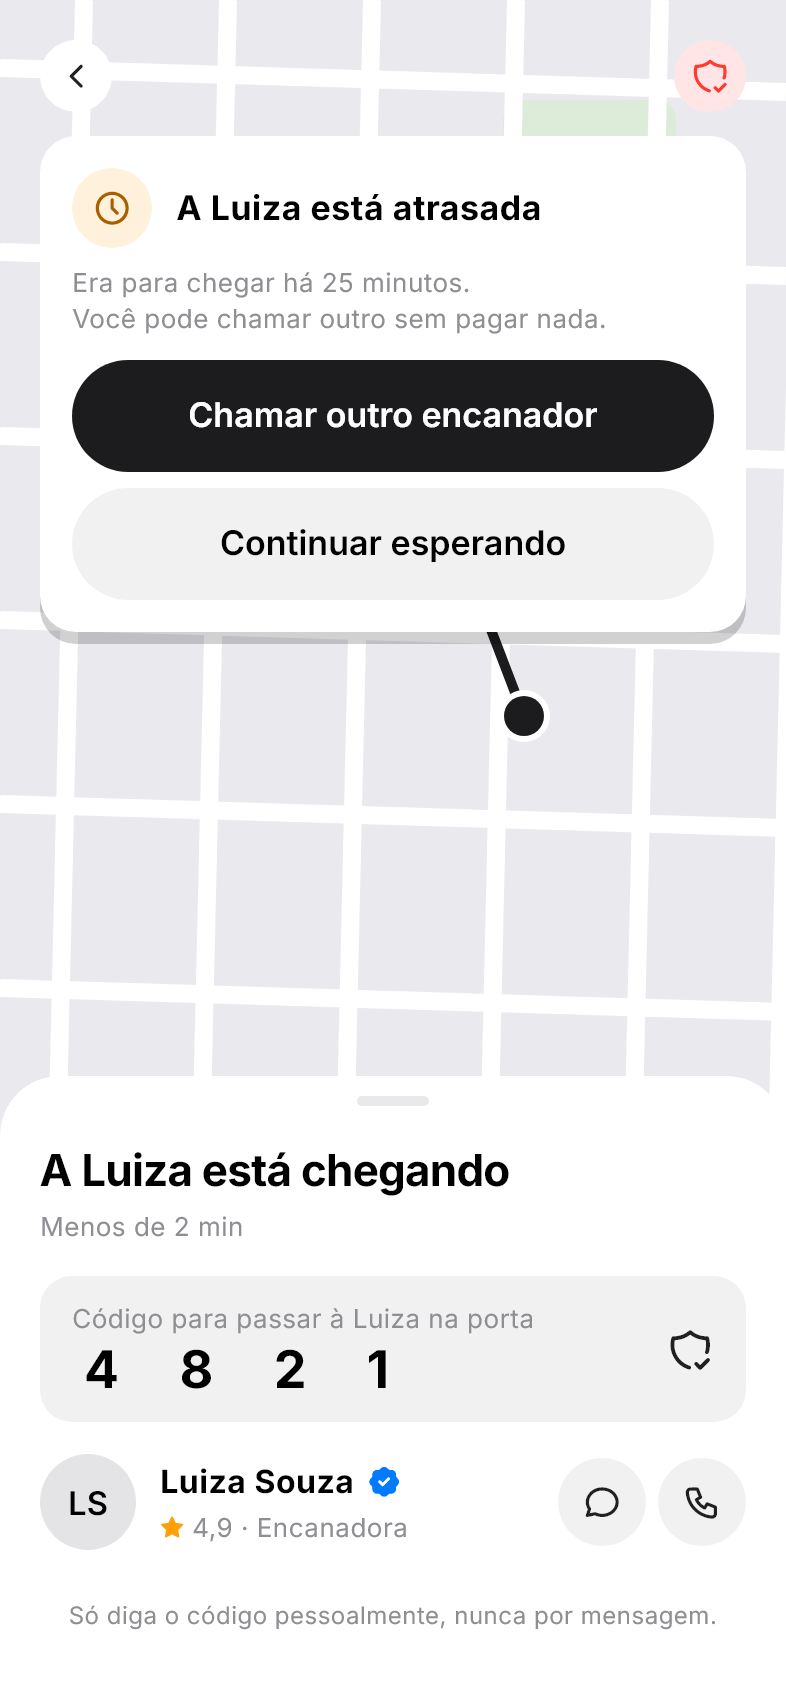 A Luiza está atrasada
Era para chegar há 25 minutos.
Você pode chamar outro sem pagar nada.
Chamar outro encanador
Continuar esperando
A Luiza está chegando
Menos de 2 min
Código para passar à Luiza na porta
4 8 2 1
LS
Luiza Souza
4,9 · Encanadora
Só diga o código pessoalmente, nunca por mensagem.